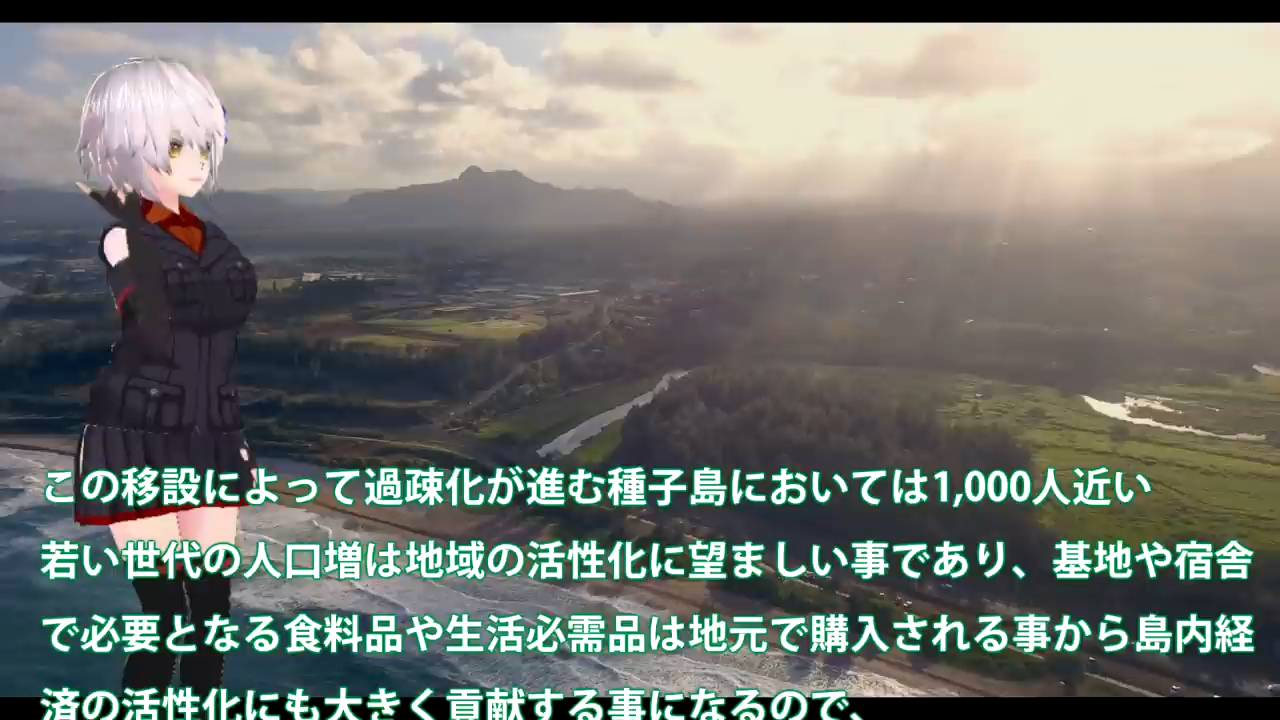 この移設によって過疎化が進む種子島においては1,000人近い
若い世代の人口増は地域の活性化に望ましい事であり、基地や宿舎
で必要となる食料品や生活必需品は地元で購入される事から島内経
済の活性化にも大きく貢献する事になるので、